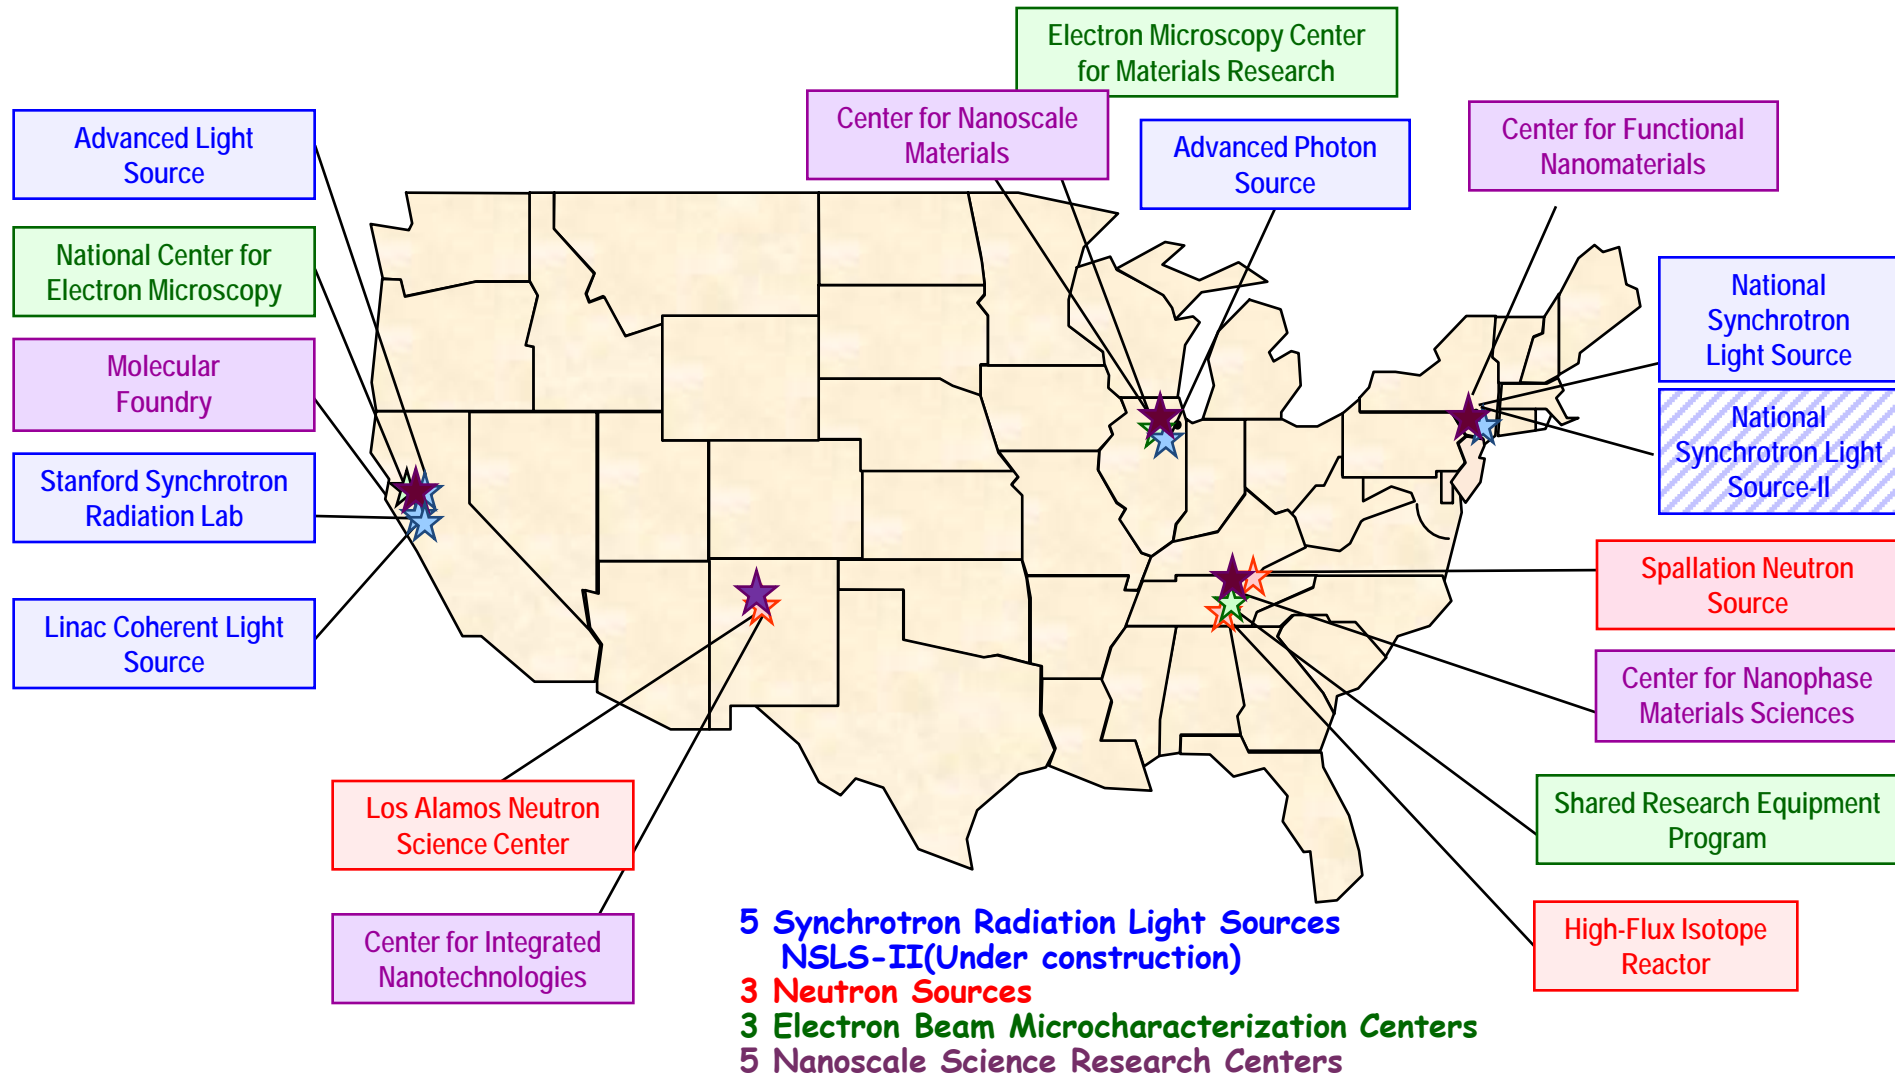 Electron Microscopy Center
for Materials Research
Center for Nanoscale
Materials
Advanced Photon
Source
Center for Functional
Nanomaterials
Advanced Light
Source
National Center for
Electron Microscopy
Molecular
Foundry
Stanford Synchrotron
Radiation Lab
Linac Coherent Light
Source
National
Synchrotron
Light Source
National
Synchrotron Light
Source-II
Spallation Neutron
Source
Center for Nanophase
Materials Sciences
Shared Research Equipment
Program
High-Flux Isotope
Reactor
Los Alamos Neutron
Science Center
Center for Integrated
Nanotechnologies
5 Synchrotron Radiation Light Sources
NSLS-II(Under construction)
3 Neutron Sources
3 Electron Beam Microcharacterization Centers
5 Nanoscale Science Research Centers